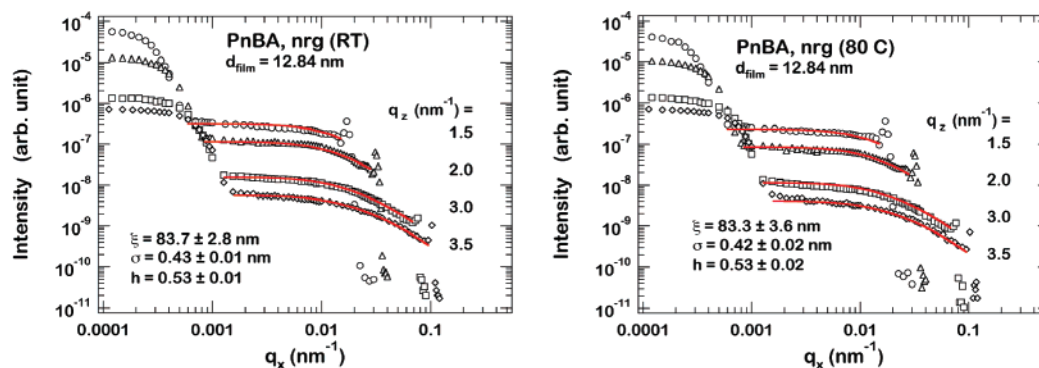 PnBA, nrg (RT)
d_film = 12.84 nm
q_z (nm⁻¹) =
1.5
2.0
3.0
3.5
ξ = 83.7 ± 2.8 nm
σ = 0.43 ± 0.01 nm
h = 0.53 ± 0.01
Intensity (arb. unit)
10⁻⁴
10⁻⁵
10⁻⁶
10⁻⁷
10⁻⁸
10⁻⁹
10⁻¹⁰
10⁻¹¹
0.0001
0.001
0.01
0.1
q_x (nm⁻¹)
PnBA, nrg (80 C)
d_film = 12.84 nm
q_z (nm⁻¹) =
1.5
2.0
3.0
3.5
ξ = 83.3 ± 3.6 nm
σ = 0.42 ± 0.02 nm
h = 0.53 ± 0.02
Intensity (arb. unit)
10⁻⁴
10⁻⁵
10⁻⁶
10⁻⁷
10⁻⁸
10⁻⁹
10⁻¹⁰
10⁻¹¹
0.0001
0.001
0.01
0.1
q_x (nm⁻¹)